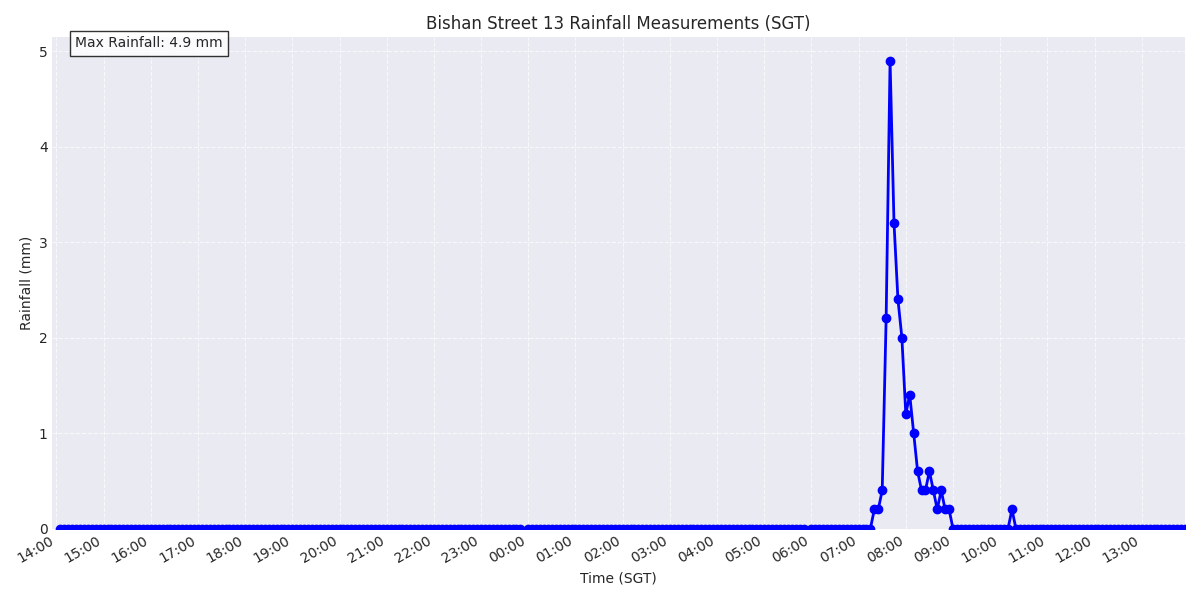 Bishan Street 13 Rainfall Measurements (SGT)
Max Rainfall: 4.9 mm
5
4
3
2
1
0
Rainfall (mm)
14:00 15:00 16:00 17:00 18:00 19:00 20:00 21:00 22:00 23:00 00:00 01:00 02:00 03:00 04:00 05:00 06:00 07:00 08:00 09:00 10:00 11:00 12:00 13:00
Time (SGT)